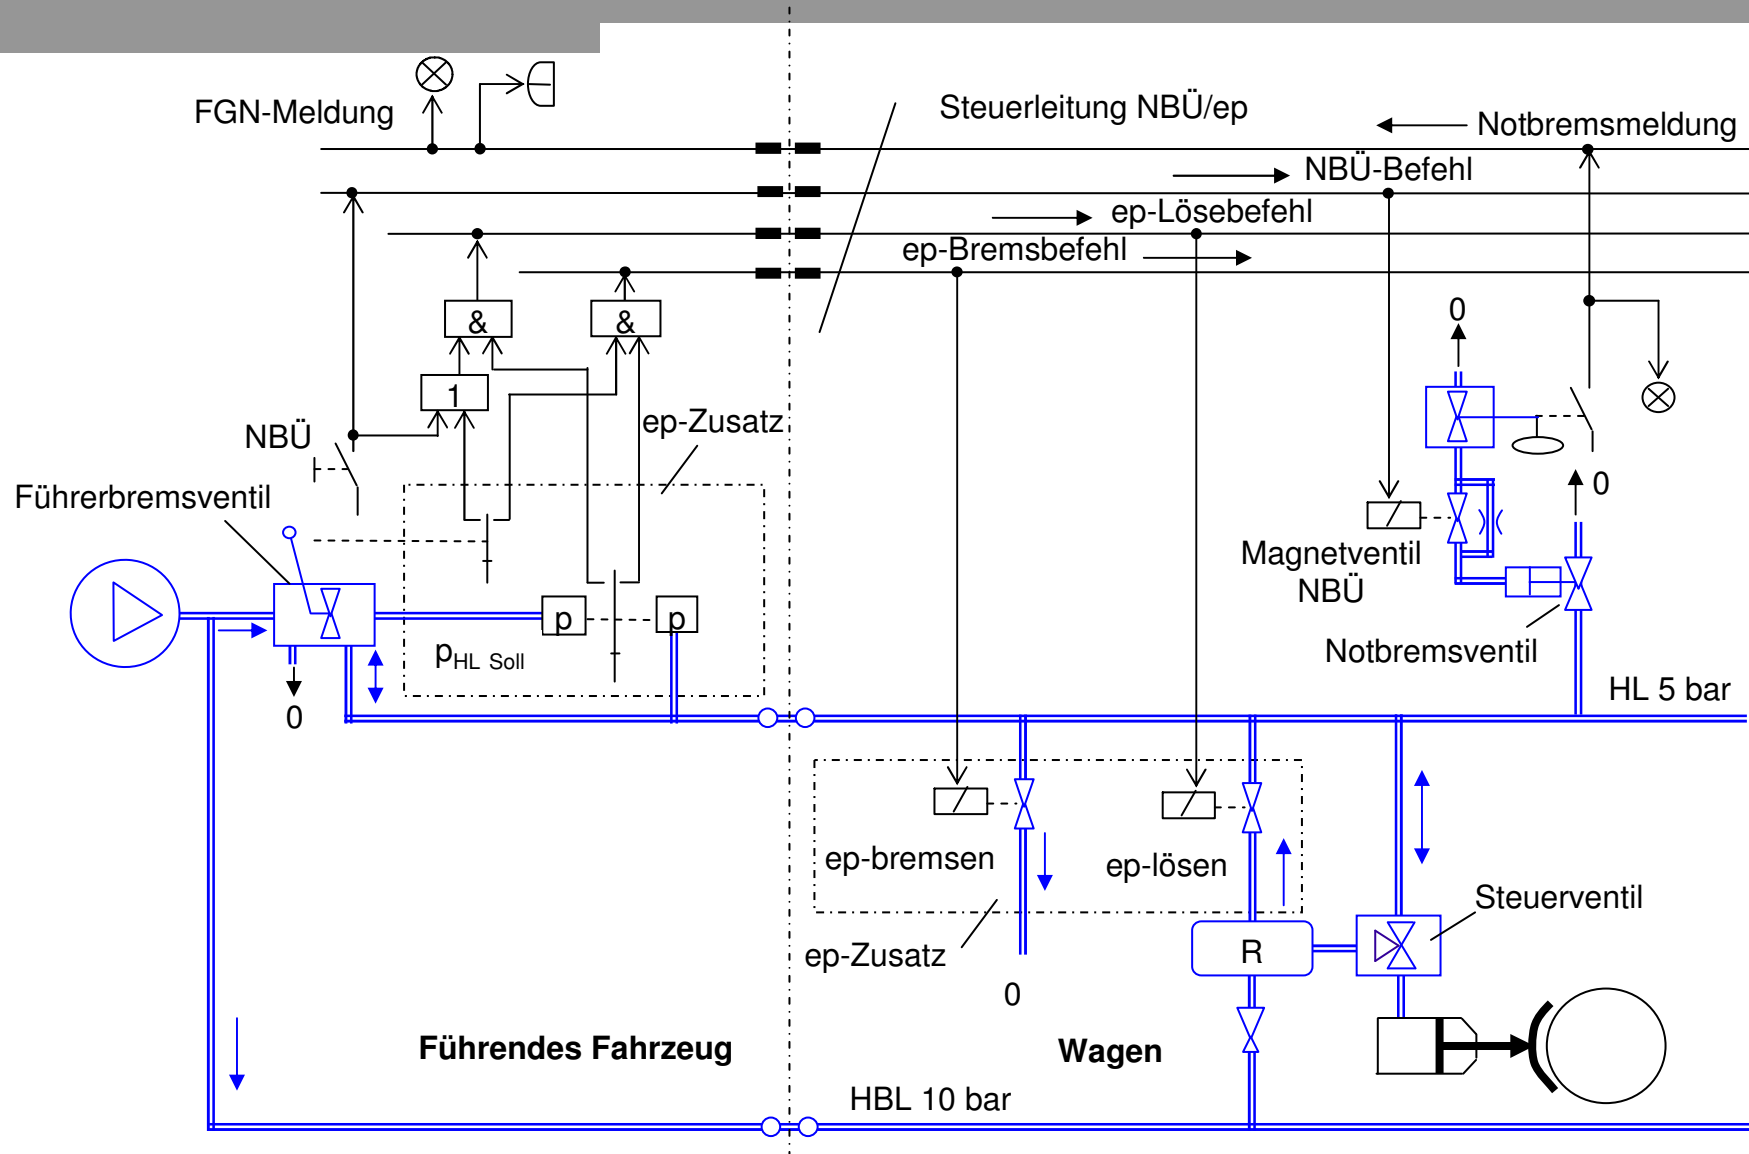 FGN-Meldung
Steuerleitung NBÜ/ep
Notbremsmeldung
NBÜ-Befehl
ep-Lösebefehl
ep-Bremsbefehl
&
&
1
0
NBÜ
ep-Zusatz
0
Führerbremsventil
Magnetventil
NBÜ
p
p
pHL Soll
Notbremsventil
0
HL 5 bar
ep-bremsen
ep-lösen
Steuerventil
ep-Zusatz
R
0
Führendes Fahrzeug
Wagen
HBL 10 bar